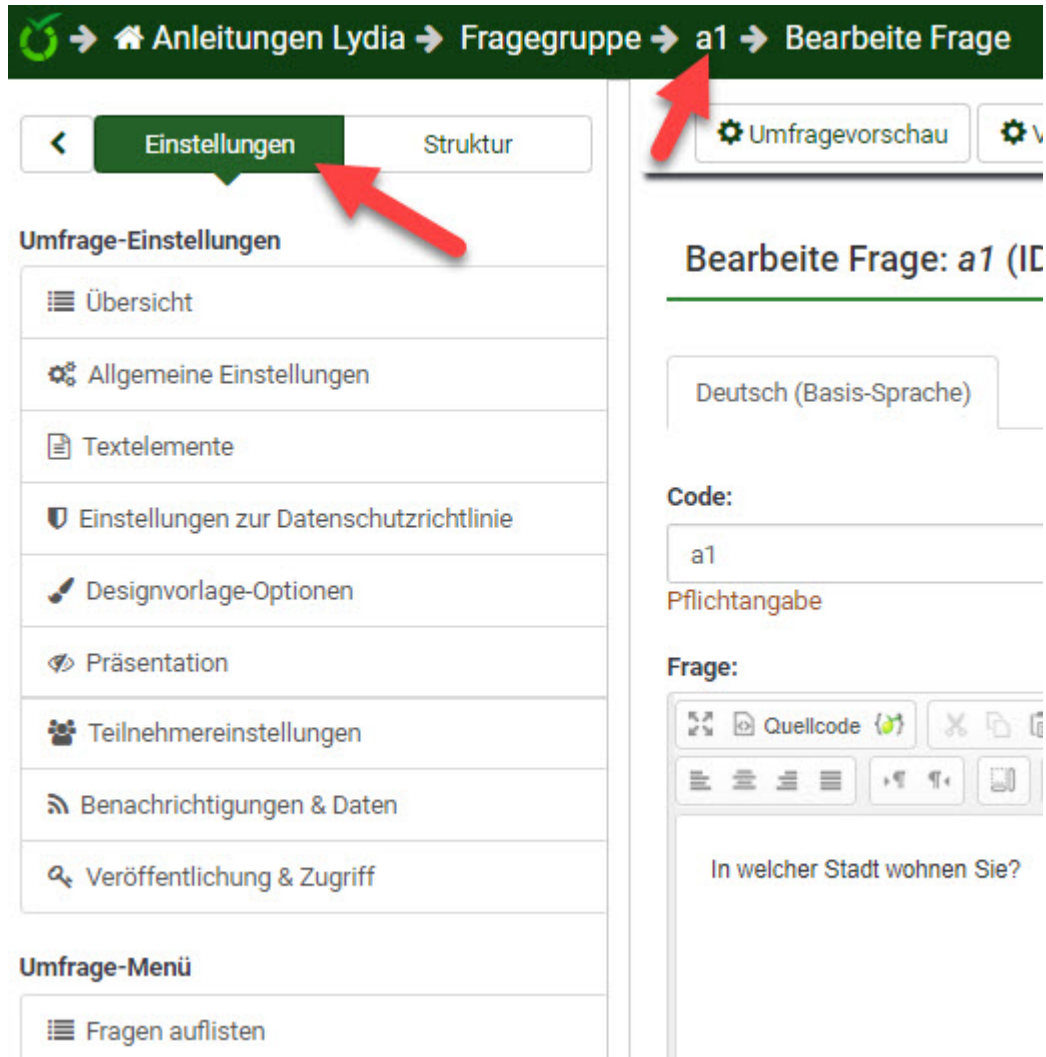 Anleitungen Lydia Fragegruppe a1 Bearbeite Frage
Einstellungen Struktur
Umfrage-Einstellungen
Übersicht
Allgemeine Einstellungen
Textelemente
Einstellungen zur Datenschutzrichtlinie
Designvorlage-Optionen
Präsentation
Teilnehmereinstellungen
Benachrichtigungen & Daten
Veröffentlichung & Zugriff
Umfrage-Menü
Fragen auflisten
Umfragevorschau
Bearbeite Frage: a1 (ID
Deutsch (Basis-Sprache)
Code:
a1
Pflichtangabe
Frage:
Quellcode
In welcher Stadt wohnen Sie?